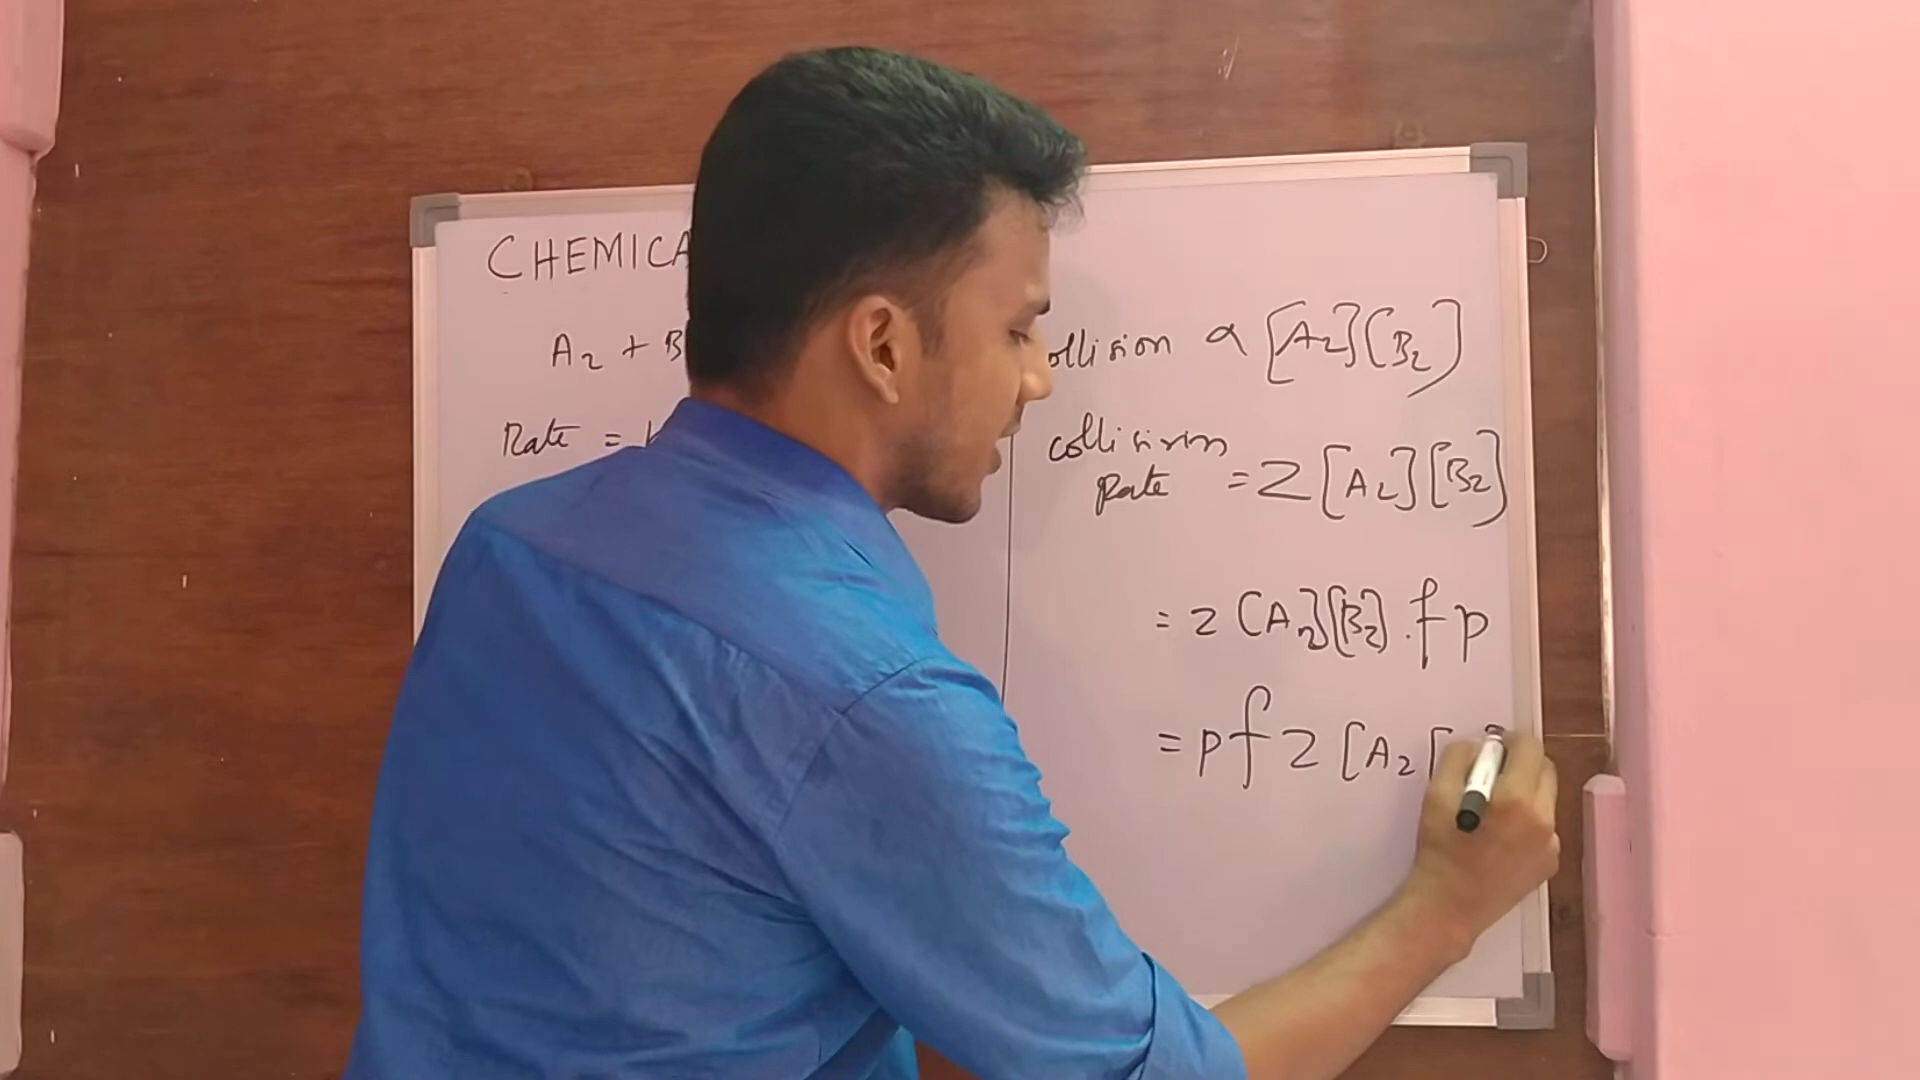 CHEMICA
A2 + B
Rate =
ollision ∝ [A2][B2]
collision
Rate = Z [A2][B2]
= Z [A2][B2] . f p
= p f Z [A2 [